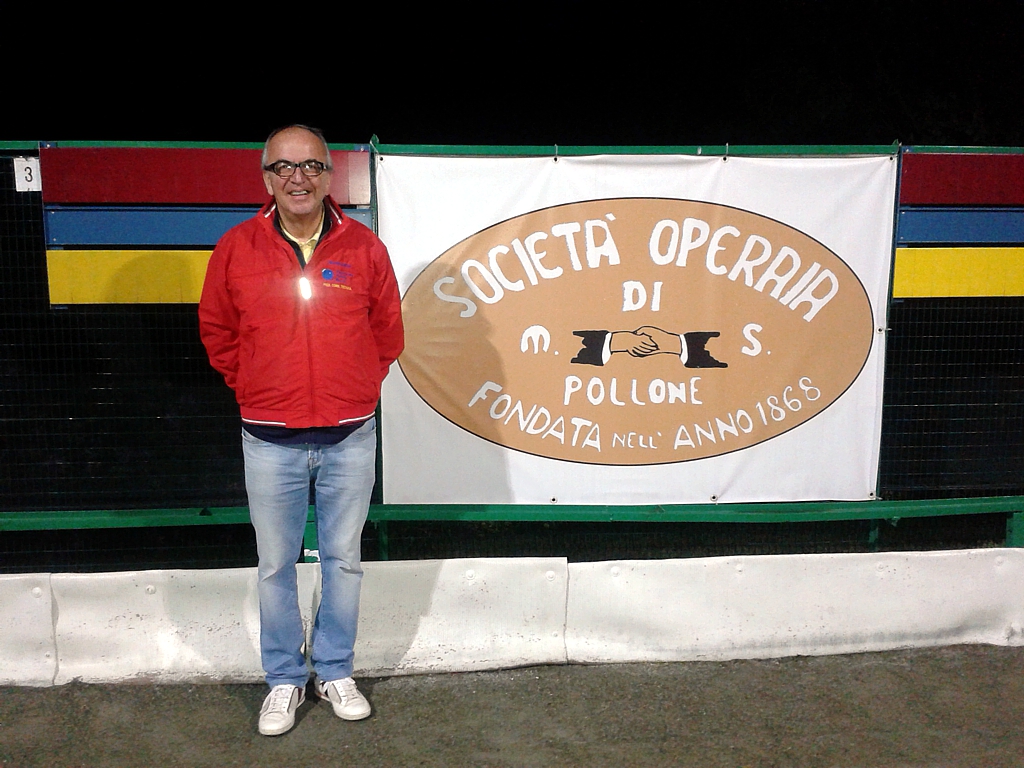 3
SOCIETÀ OPERAIA
DI
M. S.
POLLONE
FONDATA NELL' ANNO 1868